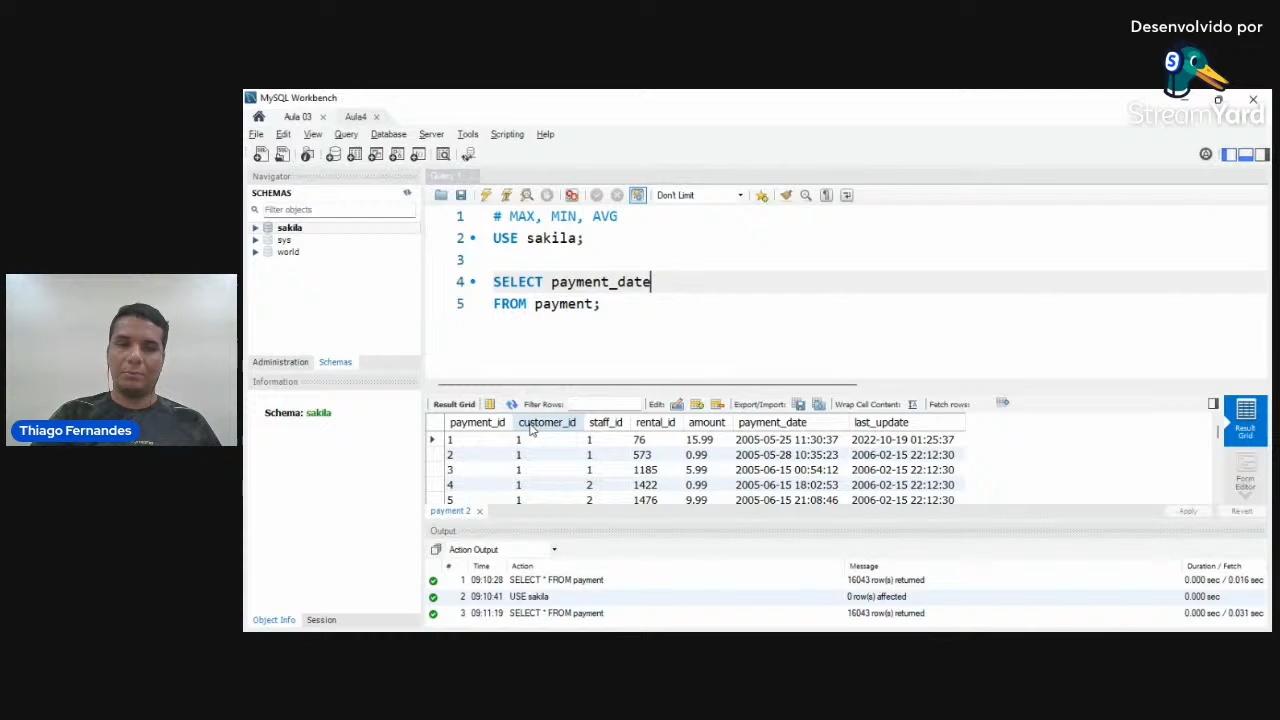 Desenvolvido por
S
StreamYard
MySQL Workbench
Aula 03
Aula4
File Edit View Query Database Server Tools Scripting Help
Navigator
SCHEMAS
Filter objects
sakila
sys
world
Administration Schemas
Information
Schema: sakila
Object Info Session
Query 1
Don't Limit
1 # MAX, MIN, AVG
2 USE sakila;
3
4 SELECT payment_date
5 FROM payment;
Result Grid Filter Rows: Edit: Export/Import: Wrap Cell Content: Fetch rows:
payment_id customer_id staff_id rental_id amount payment_date last_update
1 1 1 76 15.99 2005-05-25 11:30:37 2022-10-19 01:25:37
2 1 1 573 0.99 2005-05-28 10:35:23 2006-02-15 22:12:30
3 1 1 1185 5.99 2005-06-15 00:54:12 2006-02-15 22:12:30
4 1 2 1422 0.99 2005-06-15 18:02:53 2006-02-15 22:12:30
5 1 2 1476 9.99 2005-06-15 21:08:46 2006-02-15 22:12:30
Result Grid
Form Editor
payment 2
Apply Revert
Output
Action Output
# Time Action Message Duration / Fetch
1 09:10:28 SELECT * FROM payment 16043 row(s) returned 0.000 sec / 0.016 sec
2 09:10:41 USE sakila 0 row(s) affected 0.000 sec
3 09:11:19 SELECT * FROM payment 16043 row(s) returned 0.000 sec / 0.031 sec
Thiago Fernandes